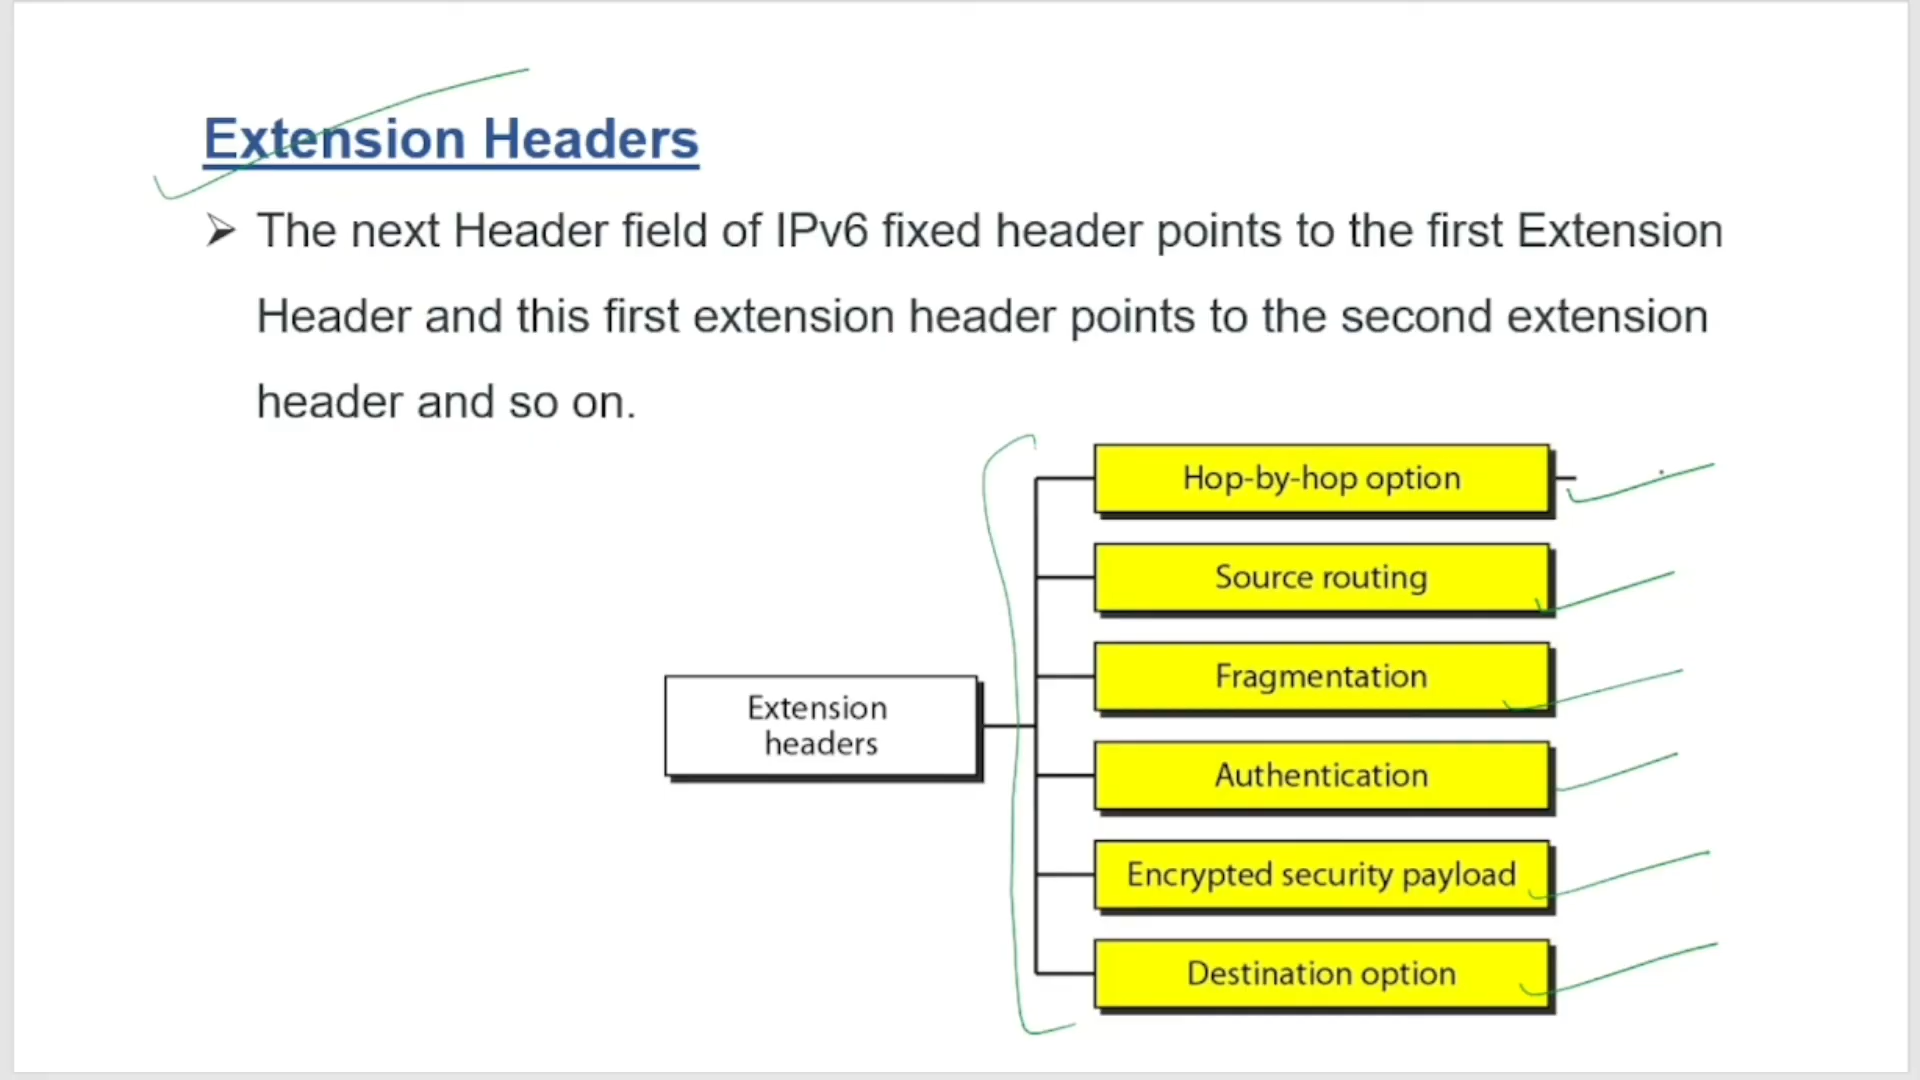 Extension Headers
➢ The next Header field of IPv6 fixed header points to the first Extension
Header and this first extension header points to the second extension
header and so on.
Hop-by-hop option
Source routing
Fragmentation
Extension
headers
Authentication
Encrypted security payload
Destination option